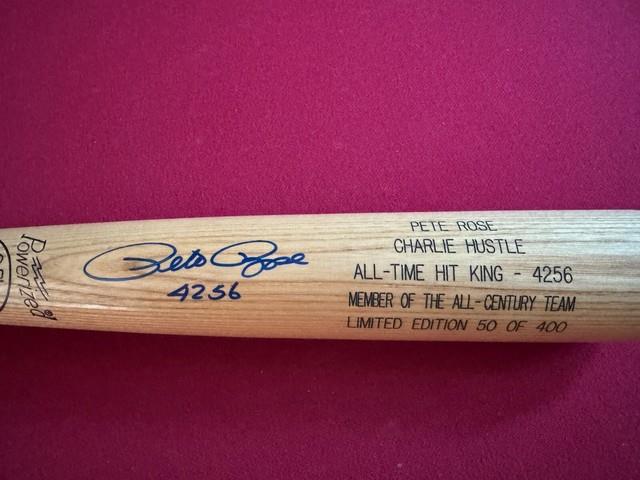 Powerized
Pete Rose
4256
PETE ROSE
CHARLIE HUSTLE
ALL-TIME HIT KING - 4256
MEMBER OF THE ALL-CENTURY TEAM
LIMITED EDITION 50 OF 400